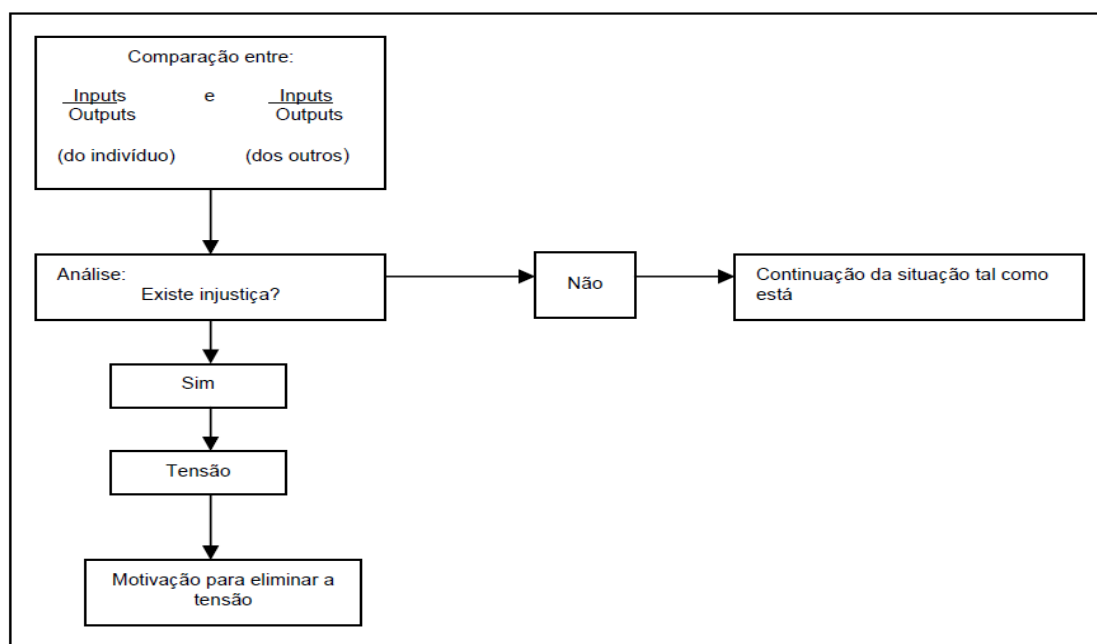 Comparação entre:
Inputs e Inputs
Outputs Outputs
(do indivíduo) (dos outros)
Análise:
Existe injustiça?
Não
Continuação da situação tal como
está
Sim
Tensão
Motivação para eliminar a
tensão